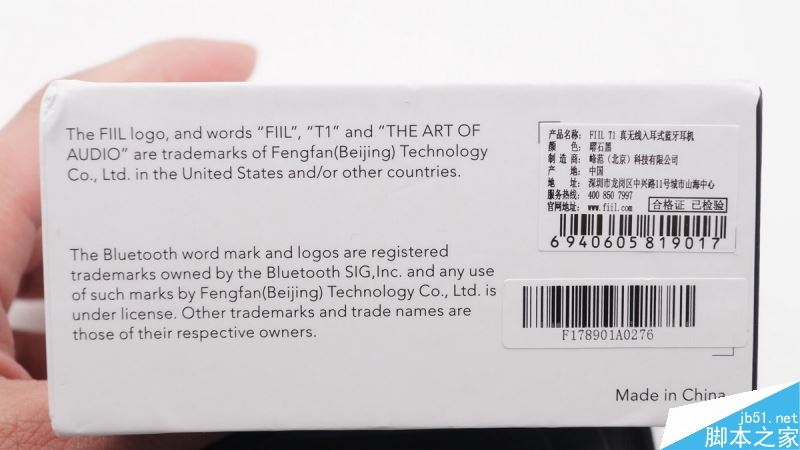 The FIIL logo, and words “FIIL”, “T1” and “THE ART OF
AUDIO” are trademarks of Fengfan(Beijing) Technology
Co., Ltd. in the United States and/or other countries.
The Bluetooth word mark and logos are registered
trademarks owned by the Bluetooth SIG,Inc. and any use
of such marks by Fengfan(Beijing) Technology Co., Ltd. is
under license. Other trademarks and trade names are
those of their respective owners.
产品名称: FIIL T1 真无线入耳式蓝牙耳机
颜 色: 曜石黑
制 造 商: 峰范（北京）科技有限公司
产 地: 中国
地 址: 深圳市龙岗区中兴路11号城市山海中心
服务热线: 400 850 7997
官网地址: www.fiil.com 合格证 已检验
6940605819017
F178901A0276
Made in China
jb51.net
脚本之家